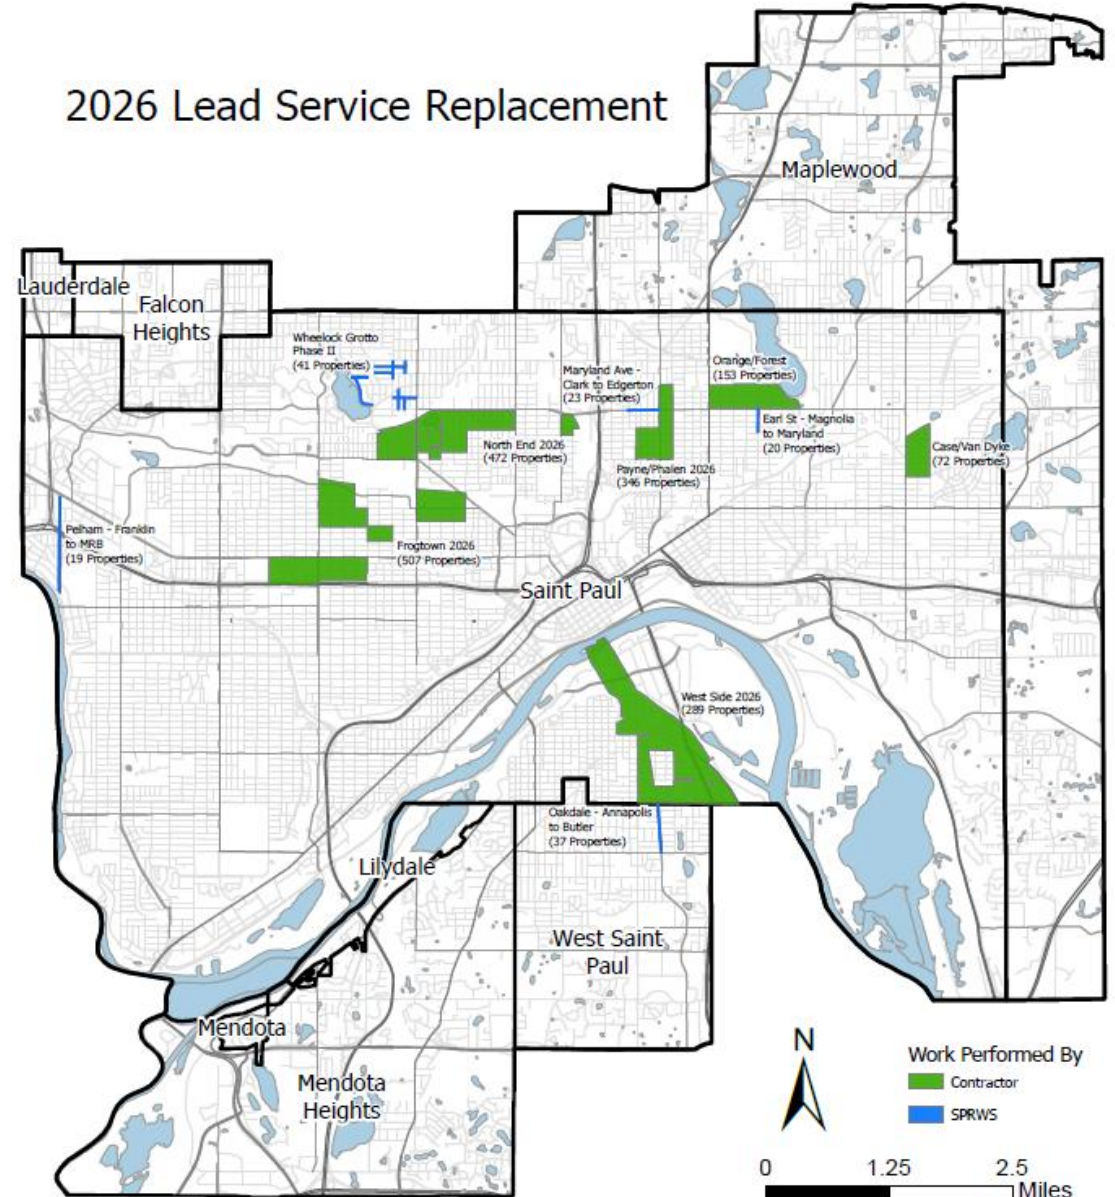 2026 Lead Service Replacement
Maplewood
Lauderdale
Falcon
Heights
Wheelock Grotto
Phase II
(41 Properties)
Maryland Ave -
Clark to Edgerton
(23 Properties)
Orange/Forest
(153 Properties)
Earl St - Magnolia
to Maryland
(20 Properties)
Case/Van Dyke
(72 Properties)
North End 2026
(472 Properties)
Payne/Phalen 2026
(346 Properties)
Pelham - Franklin
to MRB
(19 Properties)
Frogtown 2026
(507 Properties)
Saint Paul
West Side 2026
(289 Properties)
Oakdale - Annapolis
to Butler
(37 Properties)
Lilydale
West Saint
Paul
Mendota
Mendota
Heights
N
Work Performed By
Contractor
SPRWS
0 1.25 2.5
Miles